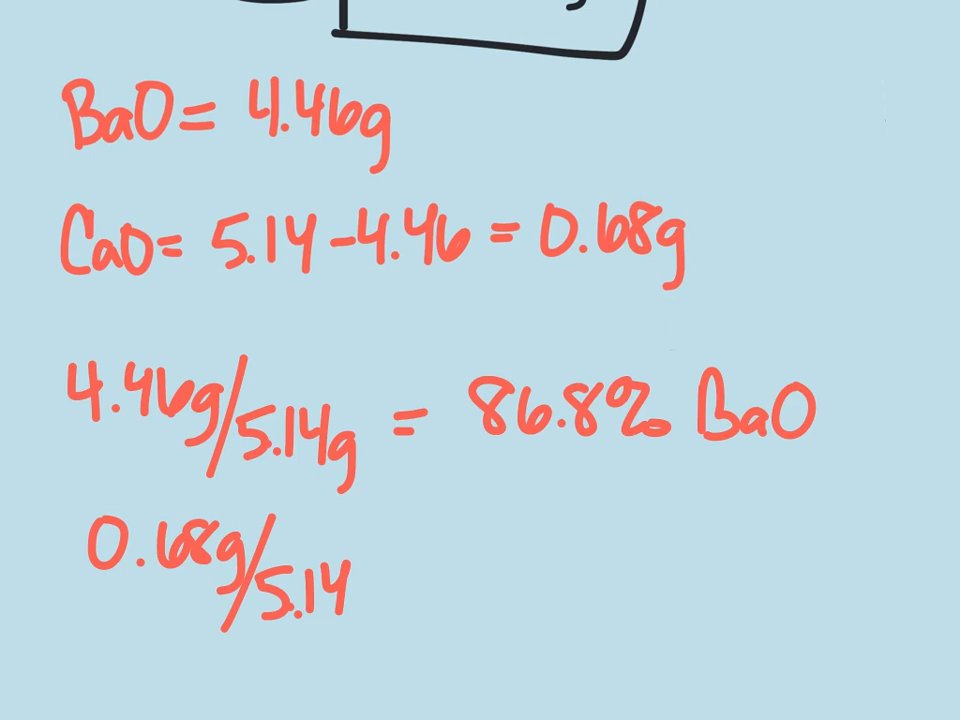 BaO = 4.46g
CaO = 5.14 - 4.46 = 0.68g
4.46g/5.14g = 86.8% BaO
0.68g/5.14